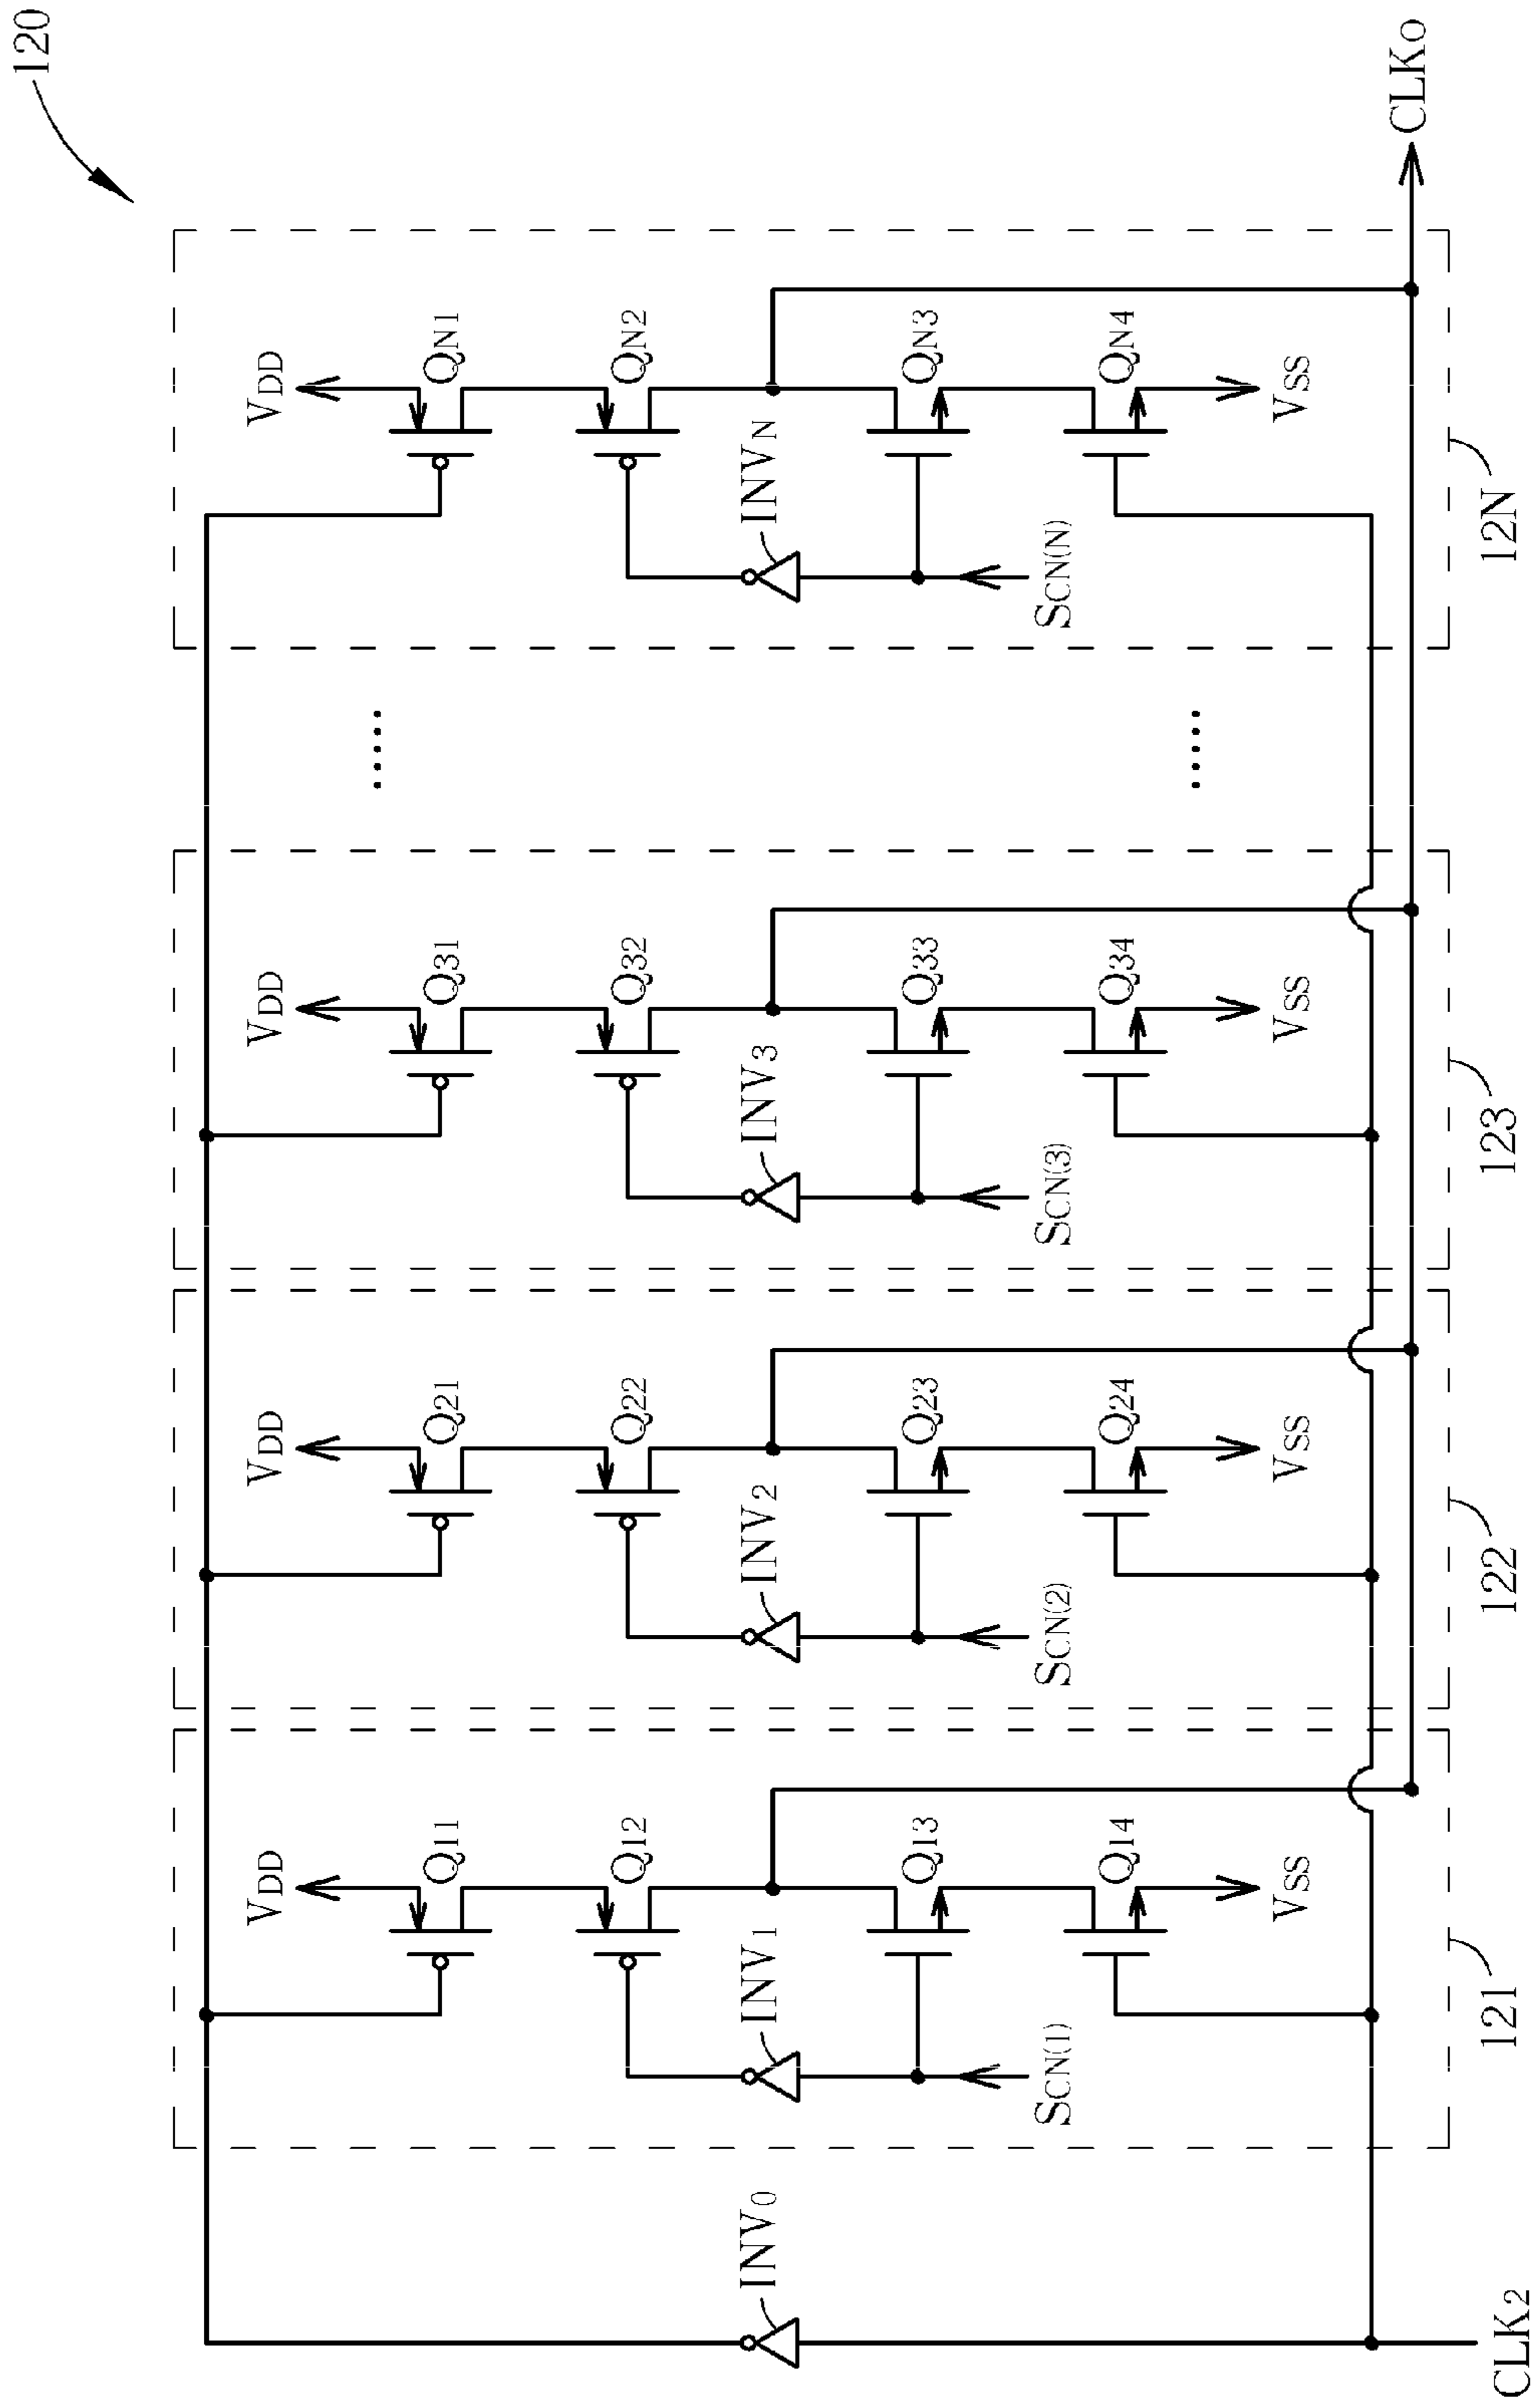 120
VDD
VDD
VDD
VDD
Q11
Q21
Q31
QN1
Q12
Q22
Q32
QN2
INV0
INV1
INV2
INV3
INVN
Q13
Q23
Q33
QN3
SCN(1)
SCN(2)
SCN(3)
SCN(N)
Q14
Q24
Q34
QN4
VSS
VSS
VSS
VSS
CLKO
CLK2
121
122
123
12N
.....
.....